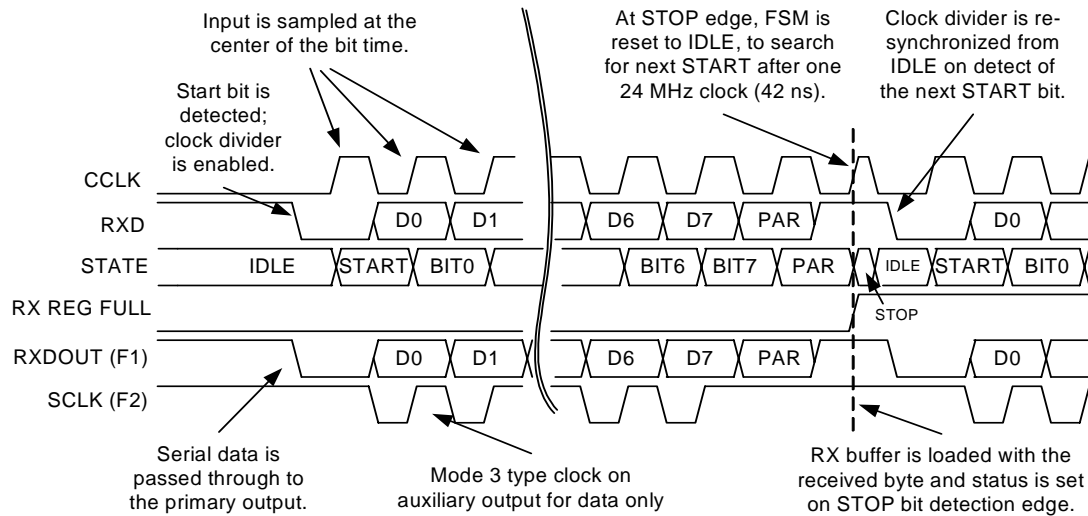 Input is sampled at the
center of the bit time.
At STOP edge, FSM is
reset to IDLE, to search
for next START after one
24 MHz clock (42 ns).
Clock divider is re-
synchronized from
IDLE on detect of
the next START bit.
Start bit is
detected;
clock divider
is enabled.
CCLK
RXD D0 D1 D6 D7 PAR D0
STATE IDLE START BIT0 BIT6 BIT7 PAR IDLE START BIT0
STOP
RX REG FULL
RXDOUT (F1) D0 D1 D6 D7 PAR D0
SCLK (F2)
Serial data is
passed through to
the primary output.
Mode 3 type clock on
auxiliary output for data only
RX buffer is loaded with the
received byte and status is set
on STOP bit detection edge.